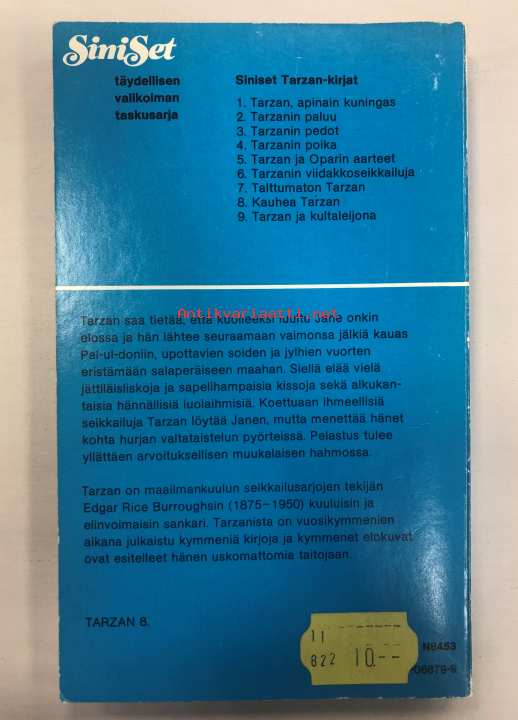 SiniSet
täydellisen
valikoiman
taskusarja
Siniset Tarzan-kirjat
1. Tarzan, apinain kuningas
2. Tarzanin paluu
3. Tarzanin pedot
4. Tarzanin poika
5. Tarzan ja Oparin aarteet
6. Tarzanin viidakkoseikkailuja
7. Talttumaton Tarzan
8. Kauhea Tarzan
9. Tarzan ja kultaleijona
Antikvariaatti.net
Tarzan saa tietää, että kuolleeksi luultu Jane onkin
elossa ja hän lähtee seuraamaan vaimonsa jälkiä kauas
Pal-ul-doniin, upottavien soiden ja jylhien vuorten
eristämään salaperäiseen maahan. Siellä elää vielä
jättiläisliskoja ja sapelihampaisia kissoja sekä alkukan-
taisia hännällisiä luolaihmisiä. Koettuaan ihmeellisiä
seikkailuja Tarzan löytää Janen, mutta menettää hänet
kohta hurjan valtataistelun pyörteissä. Pelastus tulee
yllättäen arvoituksellisen muukalaisen hahmossa.
Tarzan on maailmankuulun seikkailusarjojen tekijän
Edgar Rice Burroughsin (1875–1950) kuuluisin ja
elinvoimaisin sankari. Tarzanista on vuosikymmenien
aikana julkaistu kymmeniä kirjoja ja kymmenet elokuvat
ovat esitelleet hänen uskomattomia taitojaan.
TARZAN 8.
11
822 10.--
N8453
-06879-9